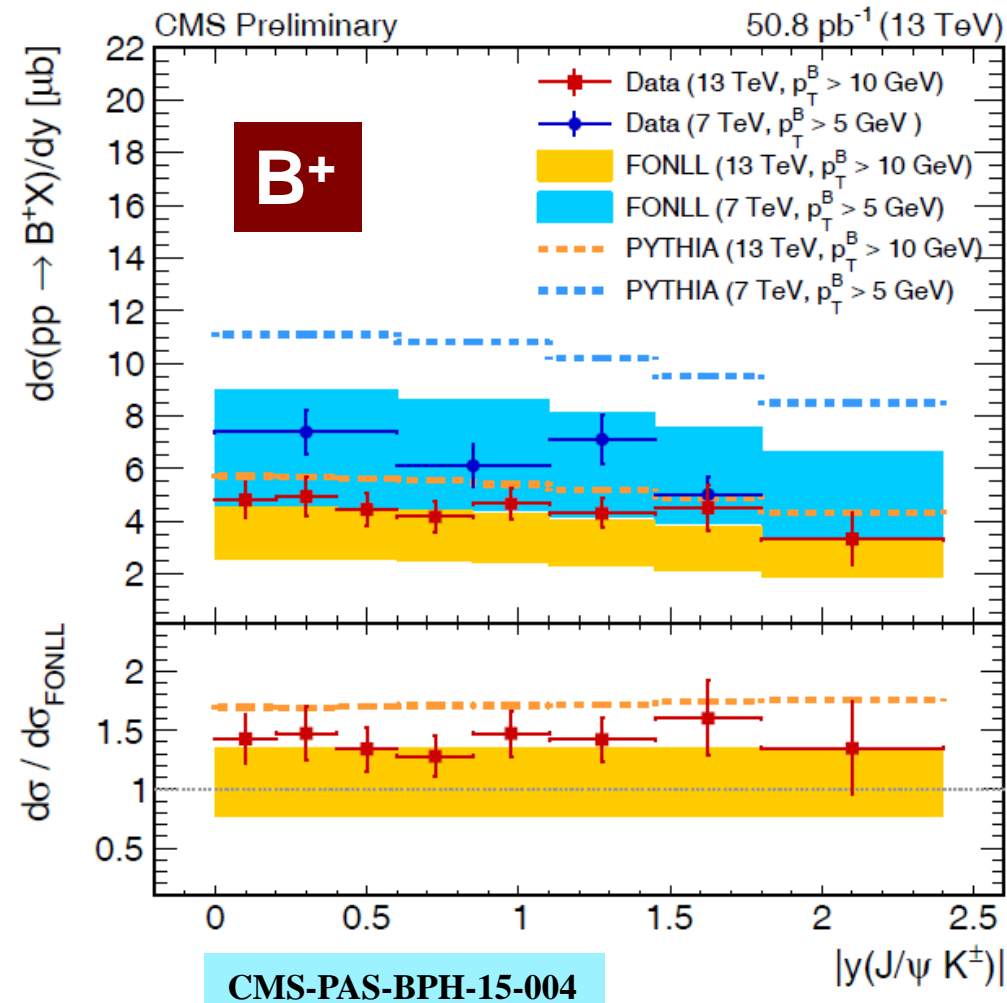 CMS Preliminary 50.8 pb⁻¹ (13 TeV)
dσ(pp → B⁺X)/dy [μb]
22
20
18
16
14
12
10
8
6
4
2
B⁺
Data (13 TeV, p_T^B > 10 GeV)
Data (7 TeV, p_T^B > 5 GeV )
FONLL (13 TeV, p_T^B > 10 GeV)
FONLL (7 TeV, p_T^B > 5 GeV)
PYTHIA (13 TeV, p_T^B > 10 GeV)
PYTHIA (7 TeV, p_T^B > 5 GeV)
dσ / dσ_FONLL
2
1.5
1
0.5
0 0.5 1 1.5 2 2.5
|y(J/ψ K^±)|
CMS-PAS-BPH-15-004